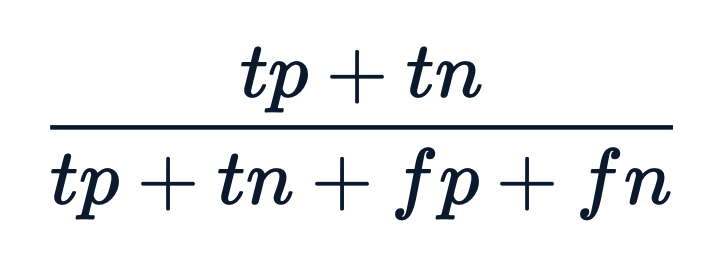 tp + tn
tp + tn + fp + fn